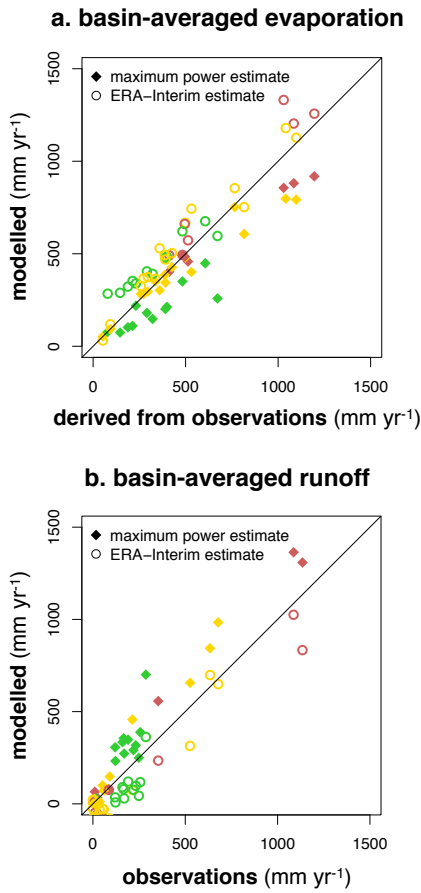 a. basin-averaged evaporation
maximum power estimate
ERA−Interim estimate
modelled (mm yr-1)
1500
1000
500
0
0 500 1000 1500
derived from observations (mm yr-1)
b. basin-averaged runoff
maximum power estimate
ERA−Interim estimate
modelled (mm yr-1)
1500
1000
500
0
0 500 1000 1500
observations (mm yr-1)